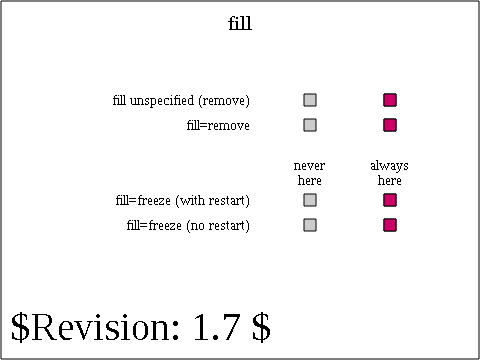 fill
fill unspecified (remove)
fill=remove
never
here
always
here
fill=freeze (with restart)
fill=freeze (no restart)
$Revision: 1.7 $